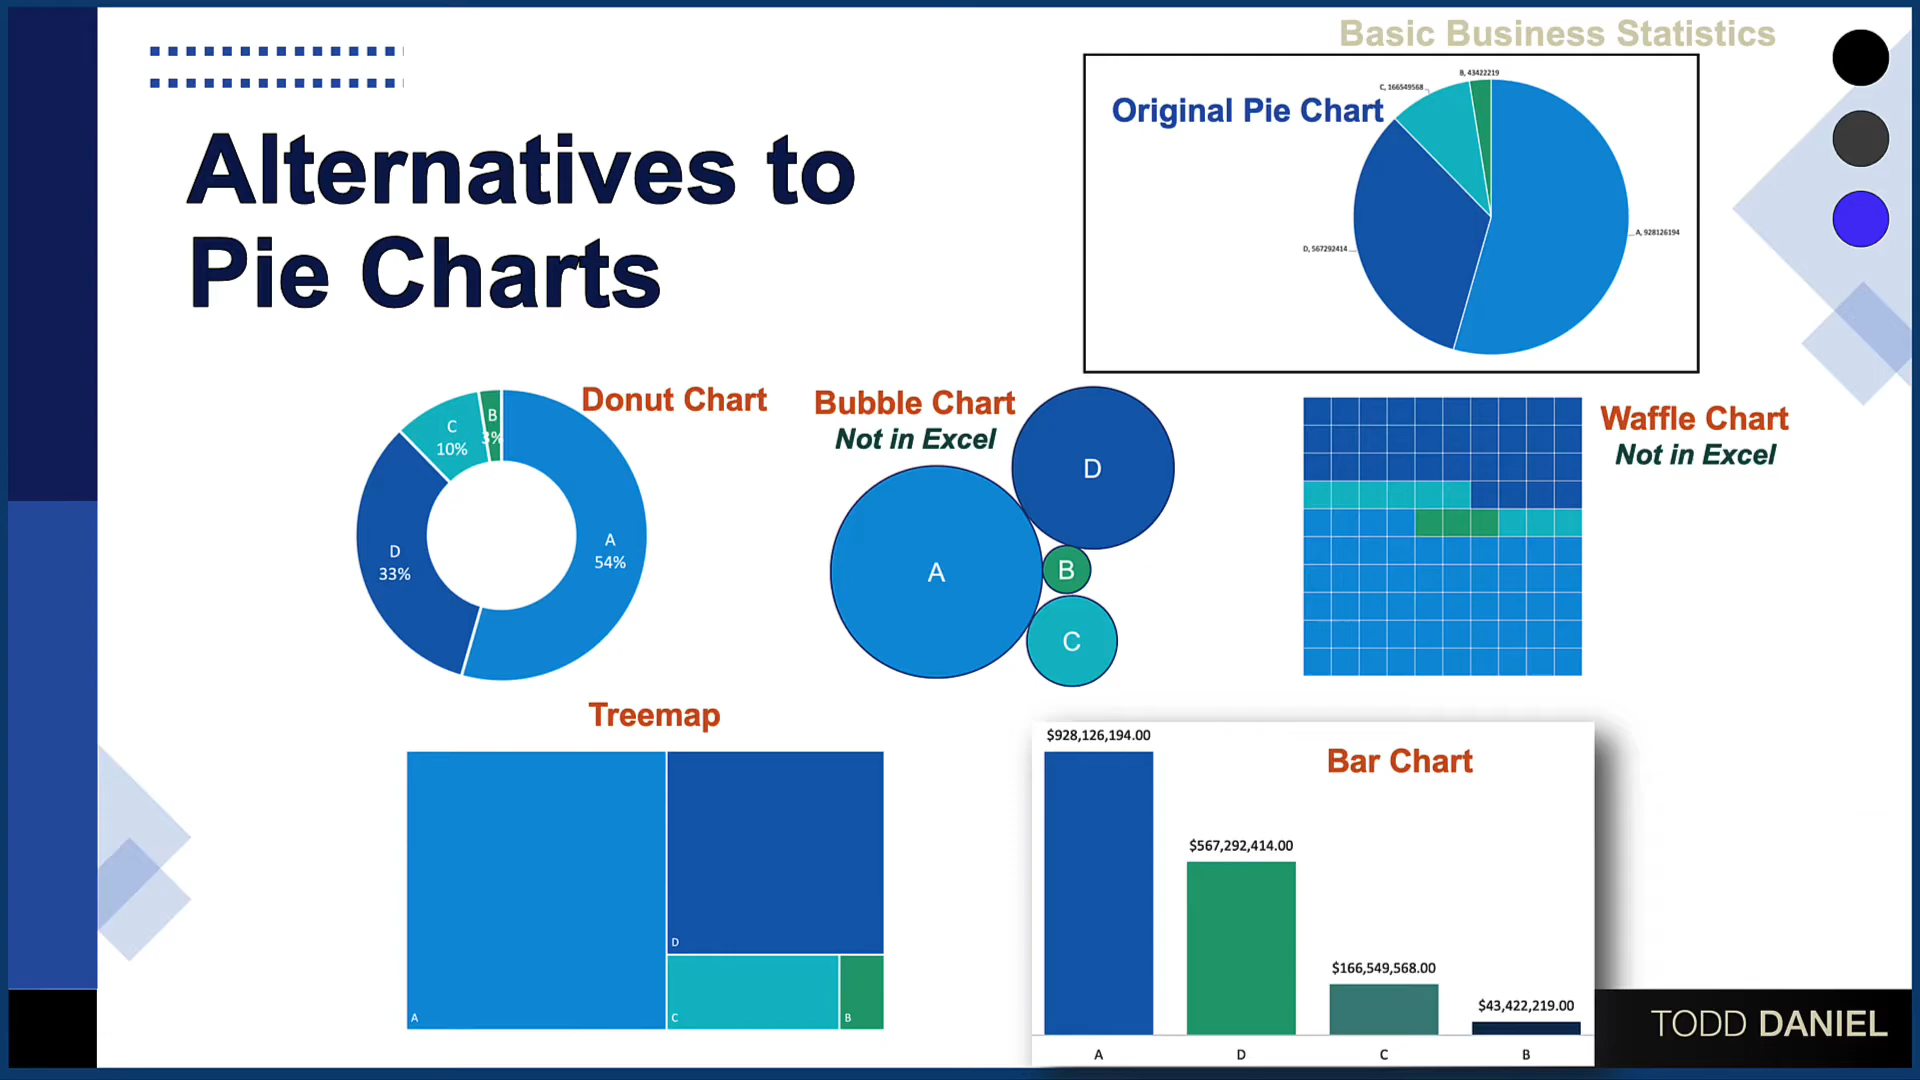 Basic Business Statistics
Alternatives to
Pie Charts
Original Pie Chart
B, 43422219
C, 166549568
A, 928126194
D, 567292414
Donut Chart
B
3%
C
10%
A
54%
D
33%
Bubble Chart
Not in Excel
D
A
B
C
Waffle Chart
Not in Excel
Treemap
D
A
C
B
Bar Chart
$928,126,194.00
$567,292,414.00
$166,549,568.00
$43,422,219.00
A
D
C
B
TODD DANIEL